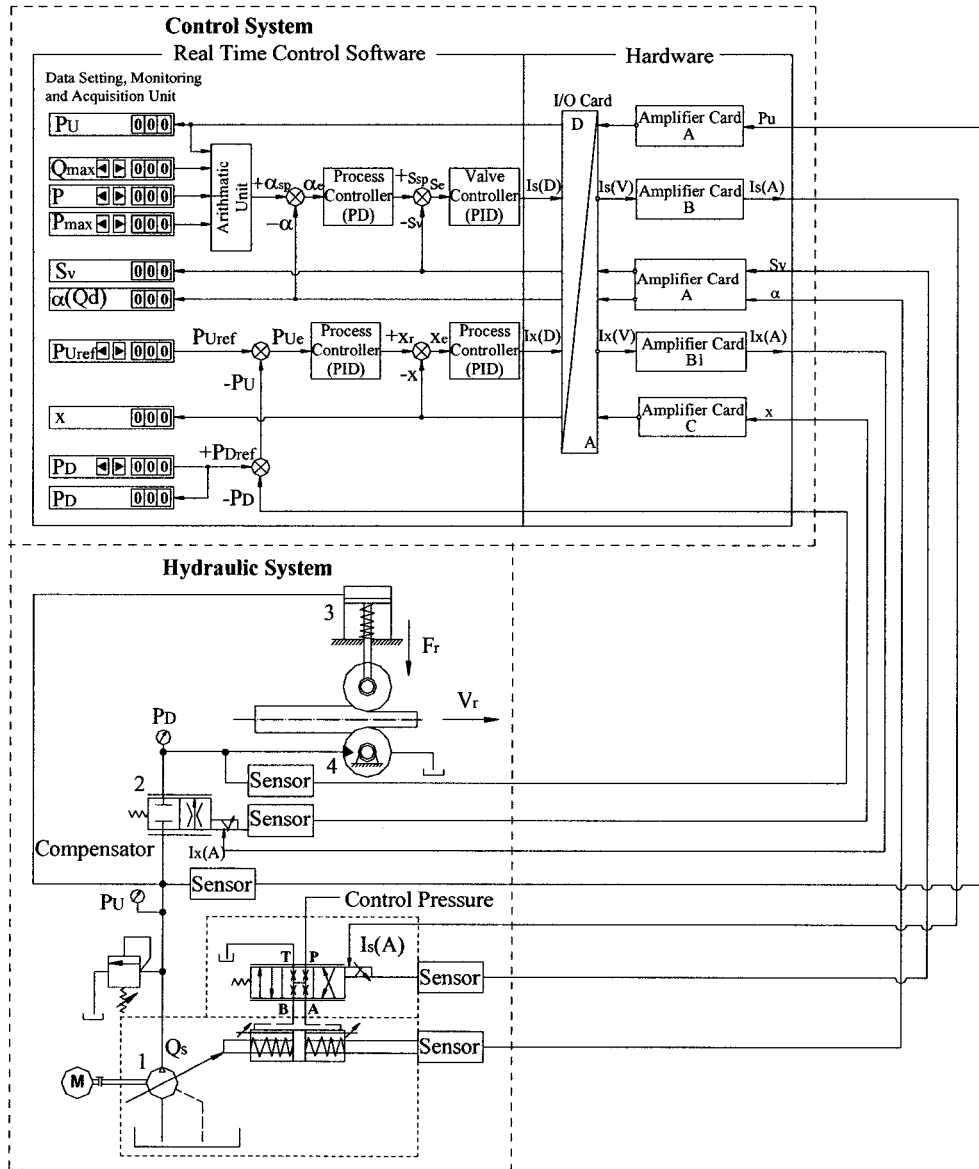 Control System
Real Time Control Software
Hardware
Data Setting, Monitoring
and Acquisition Unit
I/O Card
PU 000
Qmax 000
P 000
Pmax 000
Arithmatic
Unit
+αsp
-α
αe
Process
Controller
(PD)
+Ssp
-Sv
Se
Valve
Controller
(PID)
Is(D)
D
Is(V)
Amplifier Card
A
Pu
Amplifier Card
B
Is(A)
Sv 000
α(Qd) 000
Amplifier Card
A
Sv
α
PUref 000
PUref
PUe
-PU
Process
Controller
(PID)
+xr
-x
xe
Process
Controller
(PID)
Ix(D)
Ix(V)
Amplifier Card
B1
Ix(A)
x 000
Amplifier Card
C
x
A
PD 000
+PDref
PD 000
-PD
Hydraulic System
3
Fr
Vr
PD
4
2
Sensor
Sensor
Compensator
Ix(A)
Sensor
PU
Control Pressure
Is(A)
T P
Sensor
B A
Qs
1
M
Sensor